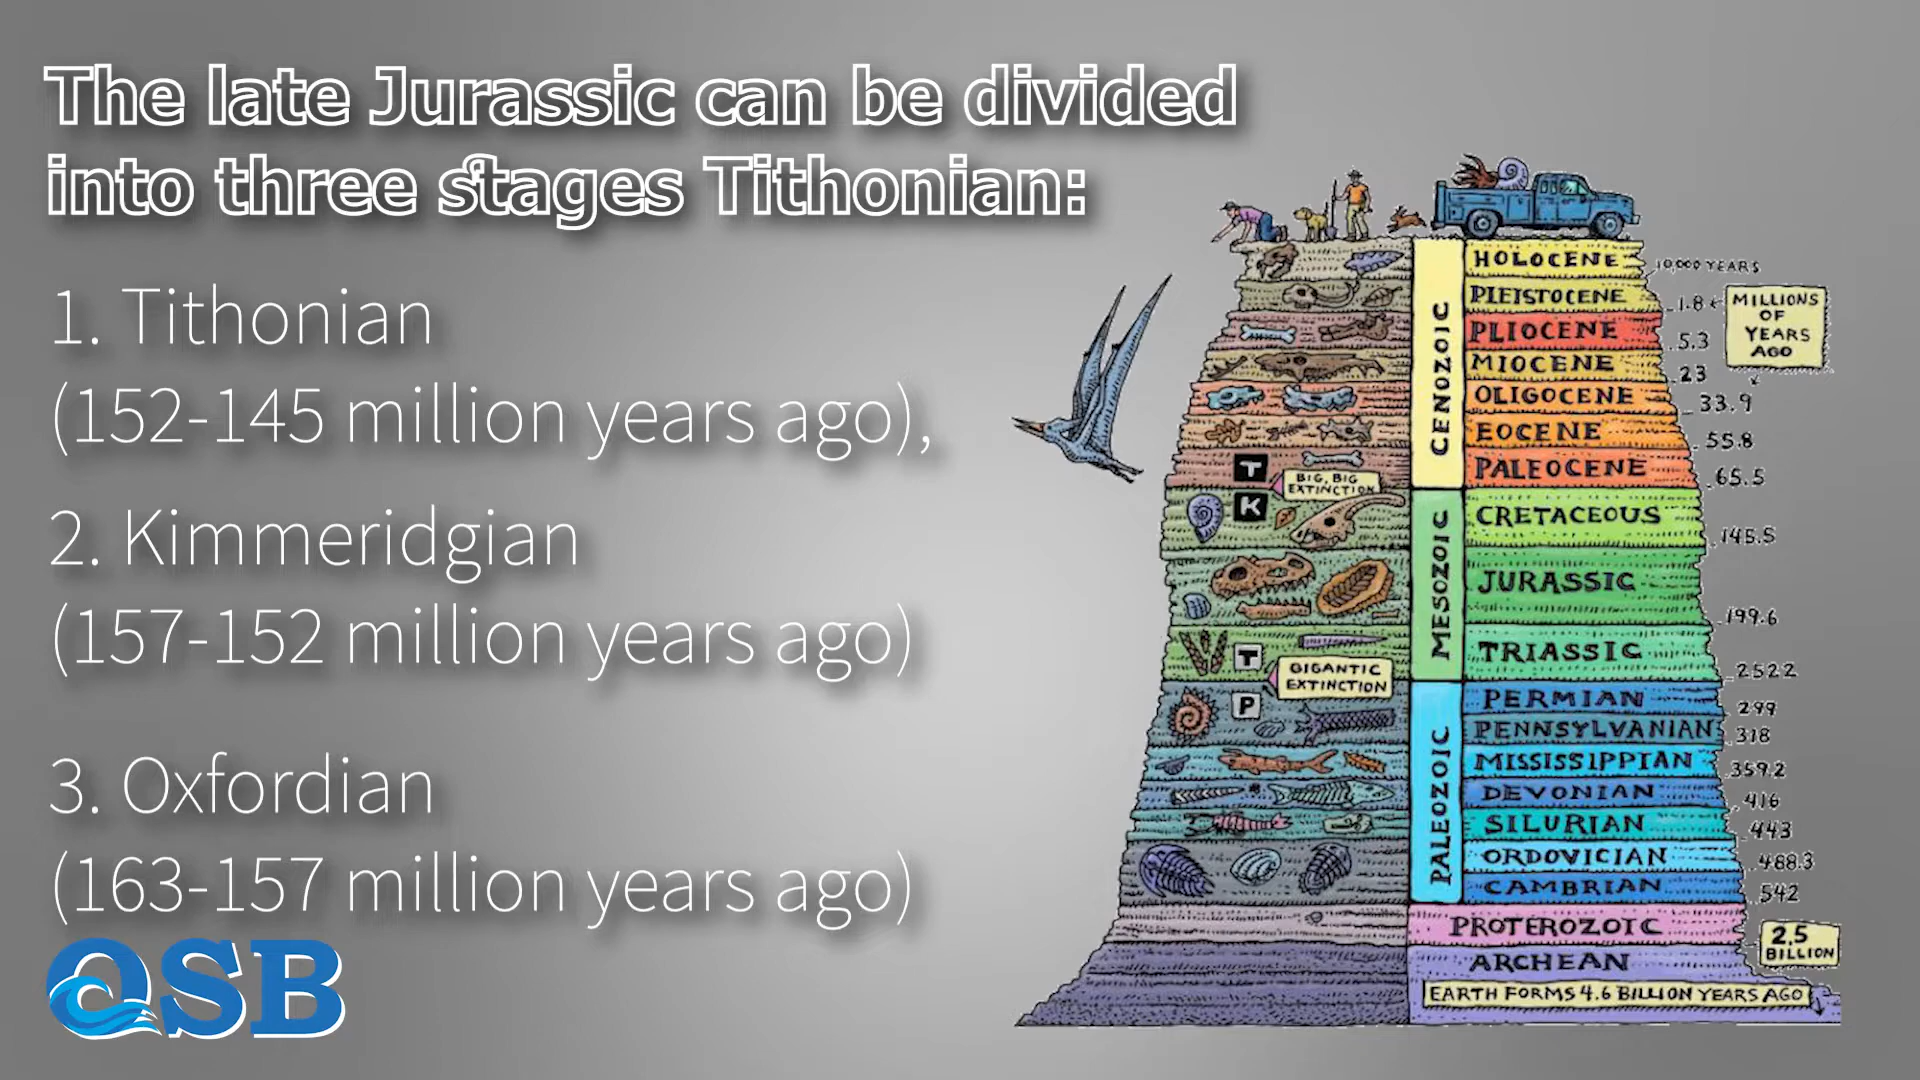 The late Jurassic can be divided
into three stages Tithonian:
1. Tithonian
(152-145 million years ago),
2. Kimmeridgian
(157-152 million years ago)
3. Oxfordian
(163-157 million years ago)
QSB
CENOZOIC
HOLOCENE
10,000 YEARS
PLEISTOCENE
1.8
MILLIONS
OF
YEARS
AGO
PLIOCENE
5.3
MIOCENE
23
OLIGOCENE
33.9
EOCENE
55.8
PALEOCENE
65.5
T
BIG, BIG
EXTINCTION
K
MESOZOIC
CRETACEOUS
145.5
JURASSIC
199.6
TRIASSIC
252.2
T
GIGANTIC
EXTINCTION
P
PALEOZOIC
PERMIAN
299
PENNSYLVANIAN
318
MISSISSIPPIAN
359.2
DEVONIAN
416
SILURIAN
443
ORDOVICIAN
488.3
CAMBRIAN
542
PROTEROZOIC
2.5
BILLION
ARCHEAN
EARTH FORMS 4.6 BILLION YEARS AGO